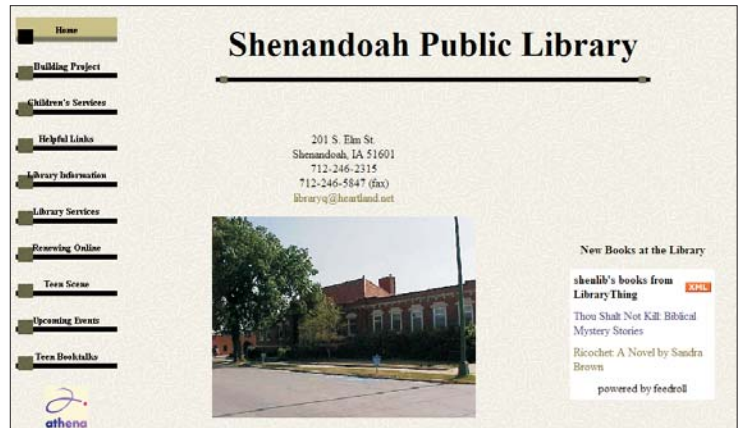 Home
Building Project
Children's Services
Helpful Links
Library Information
Library Services
Renewing Online
Teen Scene
Upcoming Events
Teen Booktalks
athena
Shenandoah Public Library
201 S. Elm St.
Shenandoah, IA 51601
712-246-2315
712-246-5847 (fax)
libraryq@heartland.net
New Books at the Library
shenlib's books from
LibraryThing
XML
Thou Shalt Not Kill: Biblical
Mystery Stories
Ricochet: A Novel by Sandra
Brown
powered by feedroll